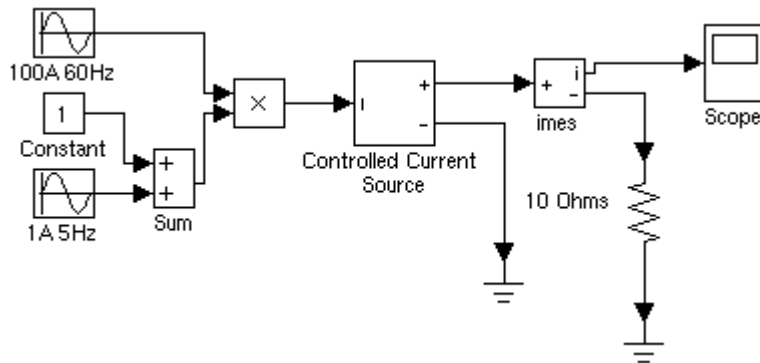 100A 60Hz
1
Constant
1A 5Hz
+
+
Sum
×
I
+
−
Controlled Current
Source
+
i
−
imes
Scope
10 Ohms